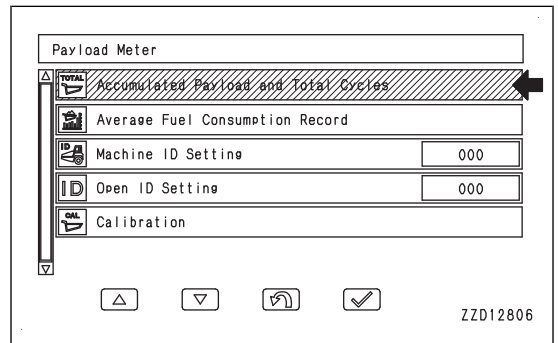 Payload Meter
TOTAL
Accumulated Payload and Total Cycles
Average Fuel Consumption Record
ID
Machine ID Setting 000
ID
Open ID Setting 000
CAL
Calibration
ZZD12806